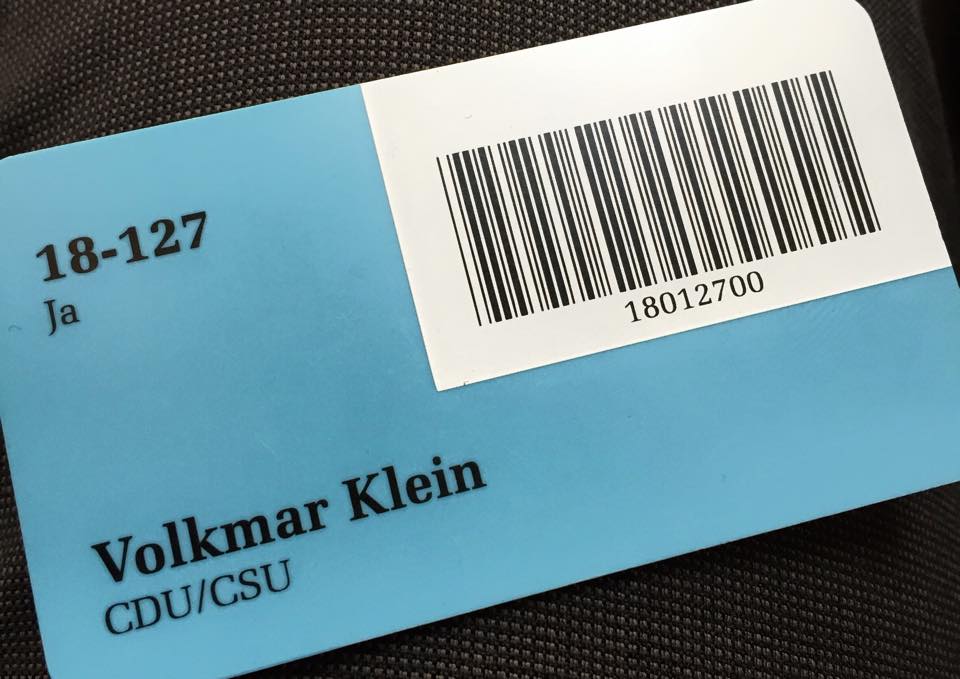 18-127
Ja
18012700
Volkmar Klein
CDU/CSU